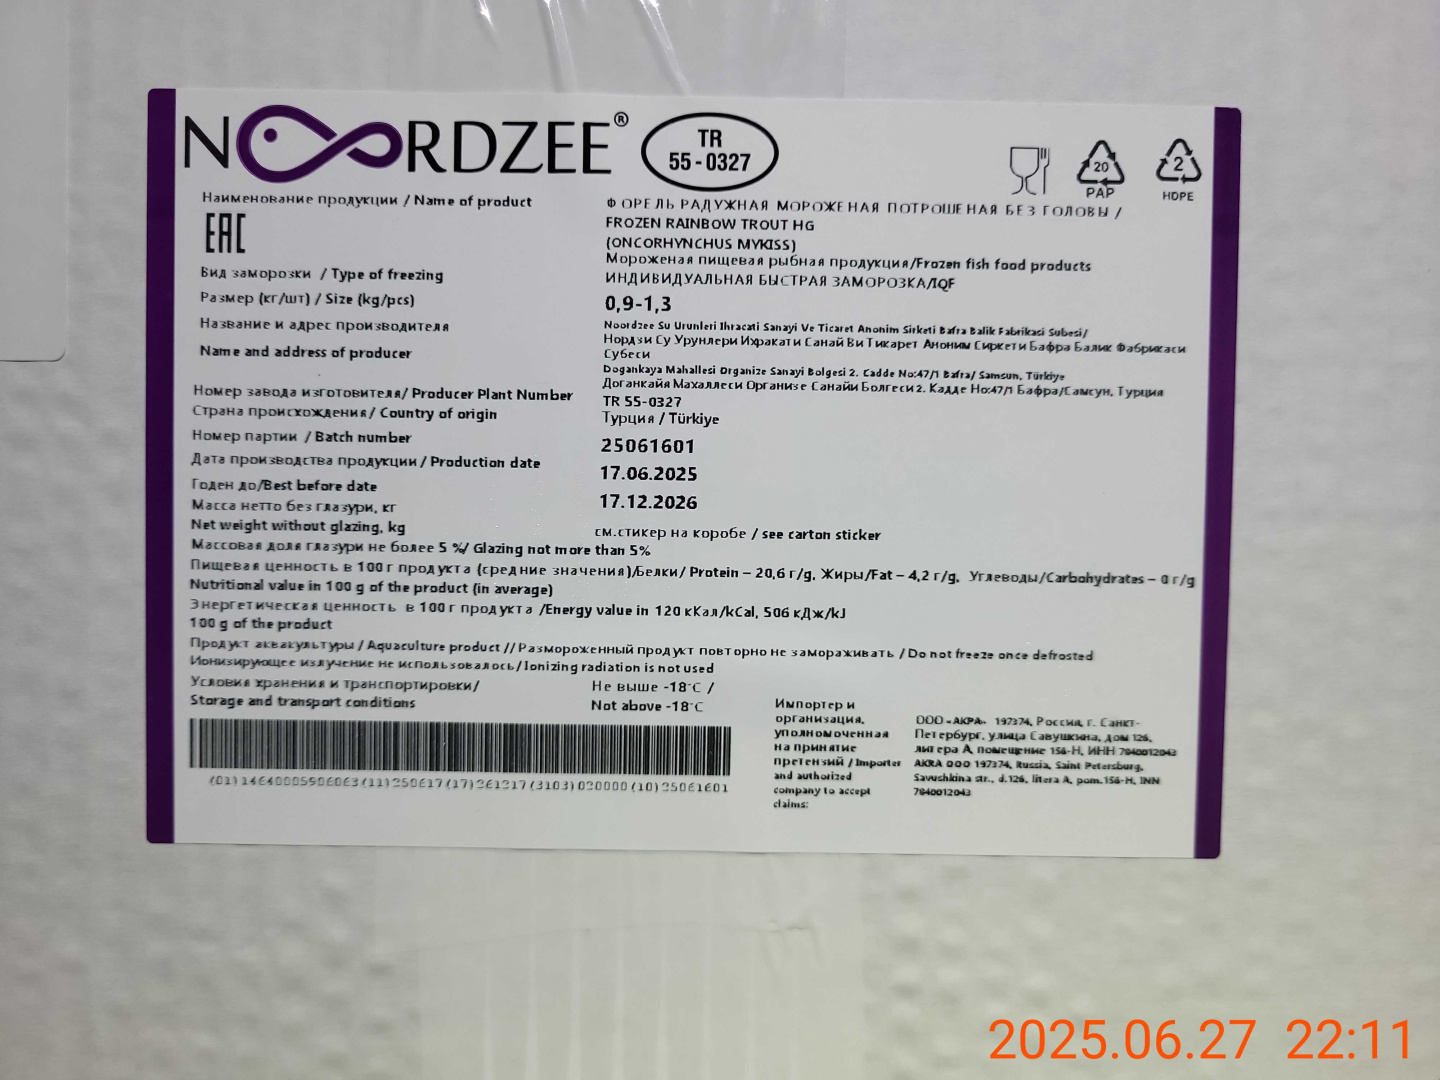 NOORDZEE®
TR
55-0327
20
PAP
2
HDPE
Наименование продукции / Name of product
ФОРЕЛЬ РАДУЖНАЯ МОРОЖЕНАЯ ПОТРОШЕНАЯ БЕЗ ГОЛОВЫ /
FROZEN RAINBOW TROUT HG
(ONCORHYNCHUS MYKISS)
Мороженая пищевая рыбная продукция/Frozen fish food products
EAC
Вид заморозки / Type of freezing
ИНДИВИДУАЛЬНАЯ БЫСТРАЯ ЗАМОРОЗКА/IQF
Размер (кг/шт) / Size (kg/pcs)
0,9-1,3
Название и адрес производителя
Name and address of producer
Noordzee Su Urunleri Ihracati Sanayi Ve Ticaret Anonim Sirketi Bafra Balik Fabrikasi Subesi/
Нордзи Су Урунлери Ихракати Санай Ви Тикарет Аноним Сиркети Бафра Балик Фабрикаси
Субеси
Dogankaya Mahallesi Organize Sanayi Bolgesi 2. Cadde No:47/1 Bafra/ Samsun, Türkiye
Доганкайя Махаллеси Организе Санайи Болгеси 2. Кадде Но:47/1 Бафра/Самсун, Турция
Номер завода изготовителя/ Producer Plant Number
TR 55-0327
Страна происхождения/ Country of origin
Турция / Türkiye
Номер партии / Batch number
25061601
Дата производства продукции/ Production date
17.06.2025
Годен до/Best before date
17.12.2026
Масса нетто без глазури, кг
Net weight without glazing, kg
см.стикер на коробе / see carton sticker
Массовая доля глазури не более 5 %/ Glazing not more than 5%
Пищевая ценность в 100 г продукта (средние значения)/Белки/ Protein – 20,6 г/g, Жиры/Fat – 4,2 г/g, Углеводы/Carbohydrates – 0 г/g
Nutritional value in 100 g of the product (in average)
Энергетическая ценность в 100 г продукта /Energy value in 120 кКал/kCal, 506 кДж/kJ
100 g of the product
Продукт аквакультуры / Aquaculture product // Размороженный продукт повторно не замораживать / Do not freeze once defrosted
Ионизирующее излучение не использовалось/ Ionizing radiation is not used
Условия хранения и транспортировки/
Storage and transport conditions
Не выше -18°C /
Not above -18°C
(01)14640005906063(11)250617(17)261217(3103)020000(10)25061601
Импортер и
организация,
уполномоченная
на принятие
претензий / Importer
and authorized
company to accept
claims:
ООО «АКРА» 197374, Россия, г. Санкт-
Петербург, улица Савушкина, дом 126,
литера А, помещение 156-Н, ИНН 7840012043
AKRA OOO 197374, Russia, Saint Petersburg,
Savushkina str., d.126, litera A, pom.156-H, INN
7840012043
2025.06.27 22:11